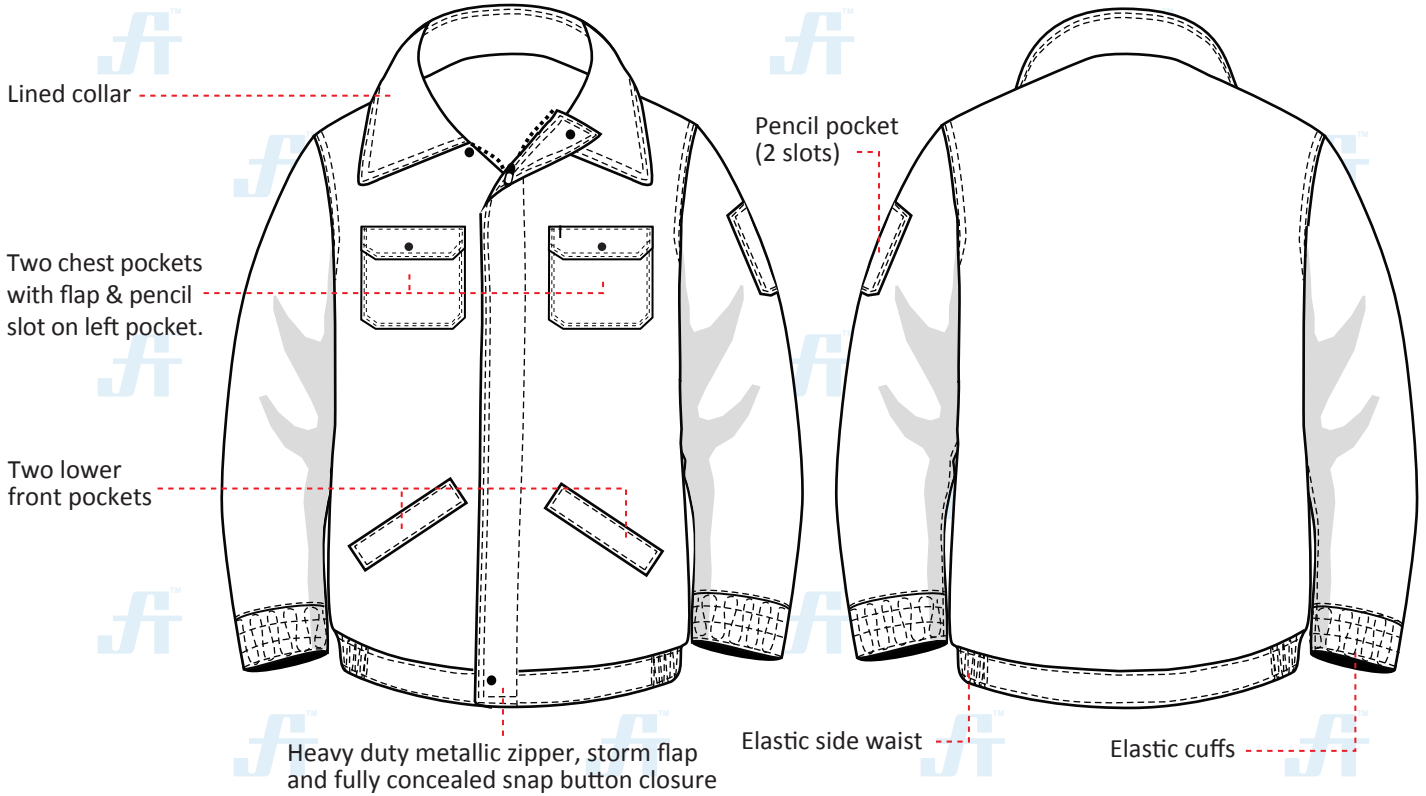 Lined collar
Pencil pocket
(2 slots)
Two chest pockets
with flap & pencil
slot on left pocket.
Two lower
front pockets
Heavy duty metallic zipper, storm flap
and fully concealed snap button closure
Elastic side waist
Elastic cuffs